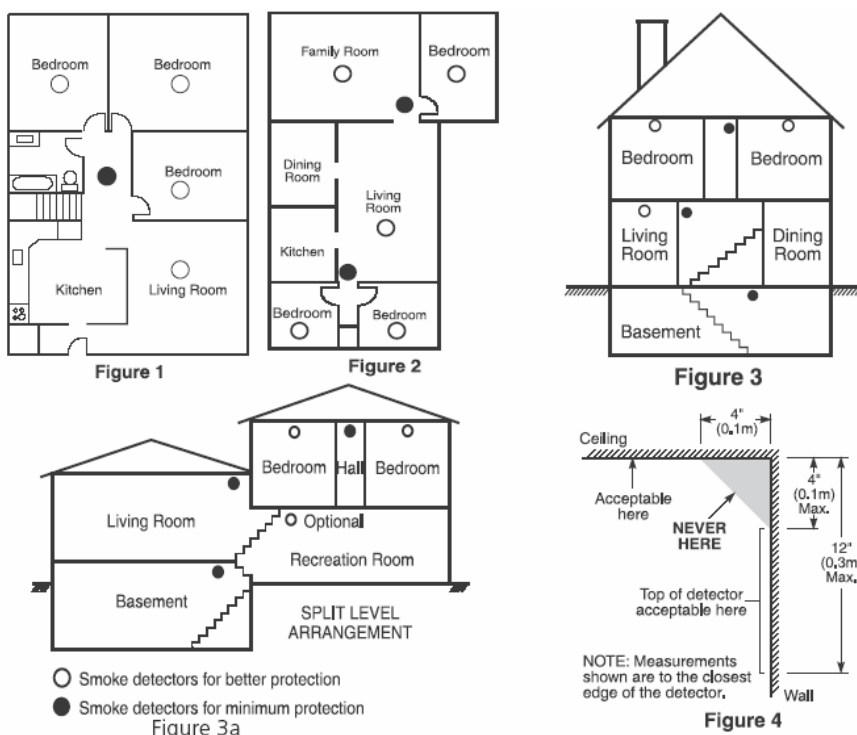 Bedroom
Bedroom
Bedroom
Kitchen
Living Room
Figure 1
Family Room
Bedroom
Dining
Room
Living
Room
Kitchen
Bedroom
Bedroom
Figure 2
Bedroom
Bedroom
Living
Room
Dining
Room
Basement
Figure 3
Bedroom
Hall
Bedroom
Living Room
Optional
Recreation Room
Basement
SPLIT LEVEL
ARRANGEMENT
Smoke detectors for better protection
Smoke detectors for minimum protection
Figure 3a
4"
(0.1m)
Ceiling
Acceptable
here
NEVER
HERE
4"
(0.1m)
Max.
12"
(0.3m)
Max.
Top of detector
acceptable here
NOTE: Measurements
shown are to the closest
edge of the detector.
Wall
Figure 4